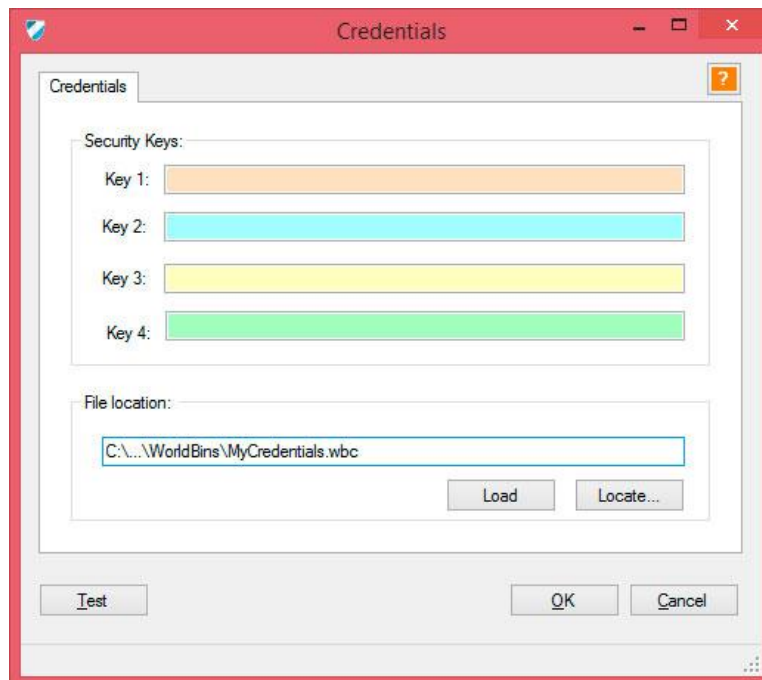 Credentials
?
Credentials
Security Keys:
Key 1:
Key 2:
Key 3:
Key 4:
File location:
C:\...\WorldBins\MyCredentials.wbc
Load Locate...
Test OK Cancel